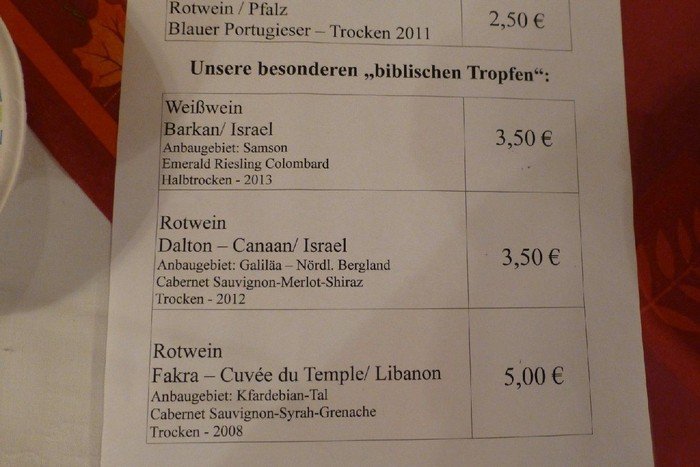 Rotwein / Pfalz
Blauer Portugieser – Trocken 2011
2,50 €
Unsere besonderen „biblischen Tropfen“:
Weißwein
Barkan/ Israel
Anbaugebiet: Samson
Emerald Riesling Colombard
Halbtrocken - 2013
3,50 €
Rotwein
Dalton – Canaan/ Israel
Anbaugebiet: Galiläa – Nördl. Bergland
Cabernet Sauvignon-Merlot-Shiraz
Trocken - 2012
3,50 €
Rotwein
Fakra – Cuvée du Temple/ Libanon
Anbaugebiet: Kfardebian-Tal
Cabernet Sauvignon-Syrah-Grenache
Trocken - 2008
5,00 €